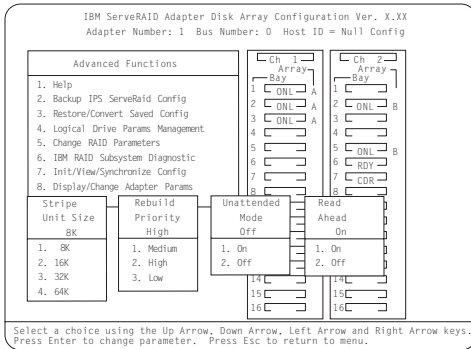 IBM ServeRAID Adapter Disk Array Configuration Ver. X.XX
Adapter Number: 1 Bus Number: 0 Host ID = Null Config
Advanced Functions
1. Help
2. Backup IPS ServeRaid Config
3. Restore/Convert Saved Config
4. Logical Drive Params Management
5. Change RAID Parameters
6. IBM RAID Subsystem Diagnostic
7. Init/View/Synchronize Config
8. Display/Change Adapter Params
Ch 1
Array
Bay
1 ONL A
2 ONL A
3 ONL A
4
5
6
7
8
14
15
16
Ch 2
Array
Bay
1
2 ONL B
3
4
5 ONL B
6 RDY
7 CDR
8
14
15
16
Stripe
Unit Size
8K
1. 8K
2. 16K
3. 32K
4. 64K
Rebuild
Priority
High
1. Medium
2. High
3. Low
Unattended
Mode
Off
1. On
2. Off
Read
Ahead
On
1. On
2. Off
Select a choice using the Up Arrow, Down Arrow, Left Arrow and Right Arrow keys.
Press Enter to change parameter. Press Esc to return to menu.